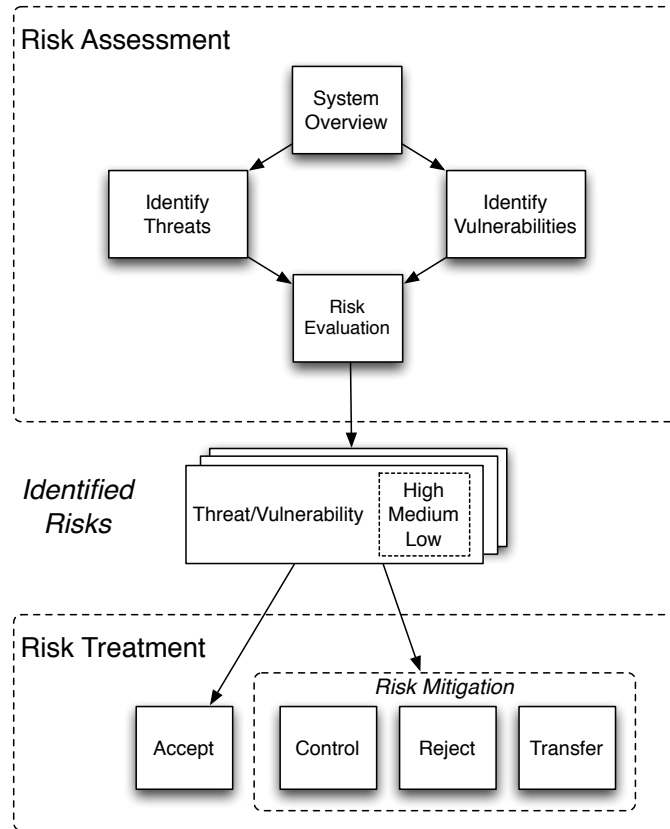 Risk Assessment
System
Overview
Identify
Threats
Identify
Vulnerabilities
Risk
Evaluation
Identified
Risks
Threat/Vulnerability
High
Medium
Low
Risk Treatment
Risk Mitigation
Accept
Control
Reject
Transfer